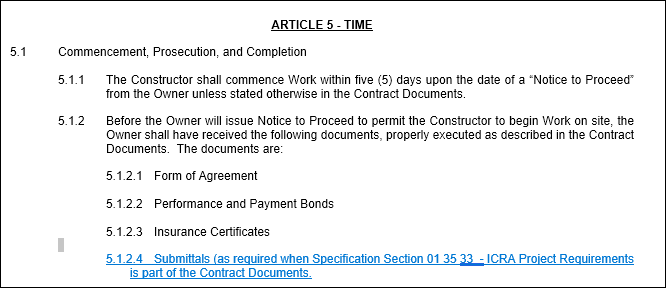 ARTICLE 5 - TIME
5.1 Commencement, Prosecution, and Completion
5.1.1 The Constructor shall commence Work within five (5) days upon the date of a “Notice to Proceed”
from the Owner unless stated otherwise in the Contract Documents.
5.1.2 Before the Owner will issue Notice to Proceed to permit the Constructor to begin Work on site, the
Owner shall have received the following documents, properly executed as described in the Contract
Documents. The documents are:
5.1.2.1 Form of Agreement
5.1.2.2 Performance and Payment Bonds
5.1.2.3 Insurance Certificates
5.1.2.4 Submittals (as required when Specification Section 01 35 33 - ICRA Project Requirements
is part of the Contract Documents.